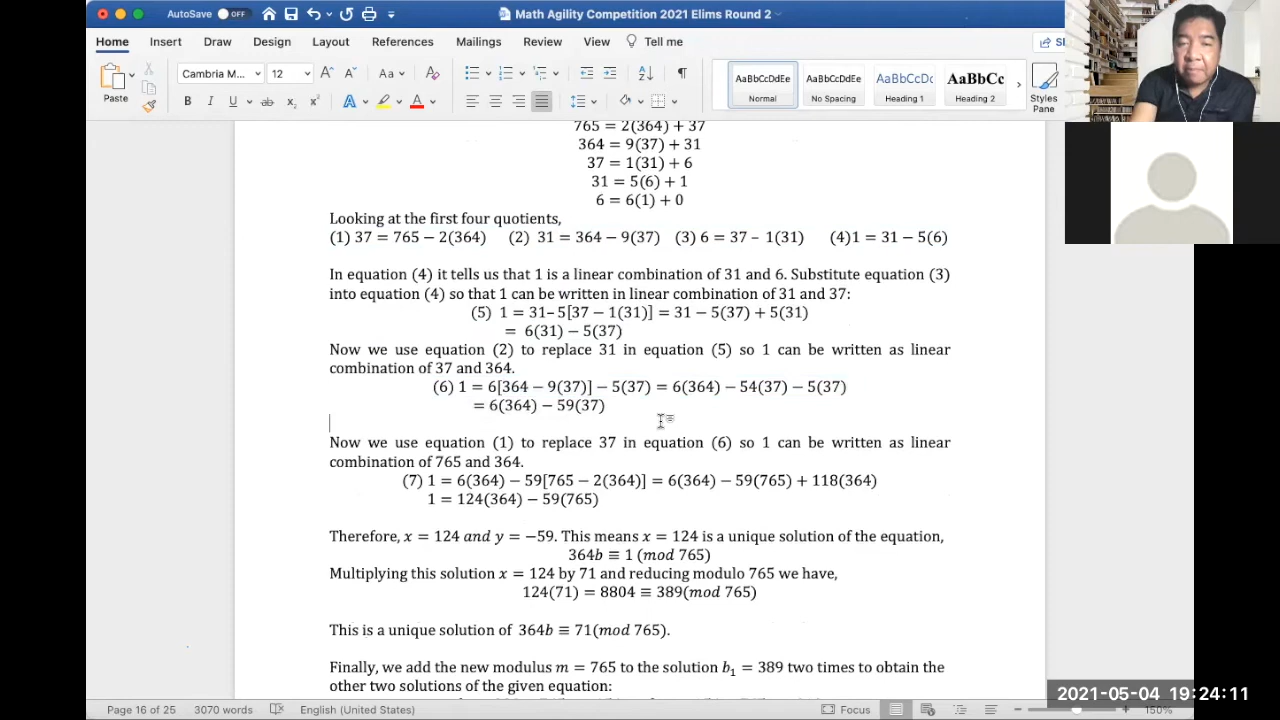 AutoSave OFF
Math Agility Competition 2021 Elims Round 2
Home Insert Draw Design Layout References Mailings Review View Tell me
Paste
Cambria M... 12
AaBbCcDdEe AaBbCcDdEe AaBbCcDc AaBbCc
Normal No Spacing Heading 1 Heading 2
Styles Pane
765 = 2(364) + 37
364 = 9(37) + 31
37 = 1(31) + 6
31 = 5(6) + 1
6 = 6(1) + 0
Looking at the first four quotients,
(1) 37 = 765 − 2(364) (2) 31 = 364 − 9(37) (3) 6 = 37 – 1(31) (4)1 = 31 − 5(6)
In equation (4) it tells us that 1 is a linear combination of 31 and 6. Substitute equation (3)
into equation (4) so that 1 can be written in linear combination of 31 and 37:
(5) 1 = 31– 5[37 − 1(31)] = 31 − 5(37) + 5(31)
= 6(31) − 5(37)
Now we use equation (2) to replace 31 in equation (5) so 1 can be written as linear
combination of 37 and 364.
(6) 1 = 6[364 − 9(37)] − 5(37) = 6(364) − 54(37) − 5(37)
= 6(364) − 59(37)
Now we use equation (1) to replace 37 in equation (6) so 1 can be written as linear
combination of 765 and 364.
(7) 1 = 6(364) − 59[765 − 2(364)] = 6(364) − 59(765) + 118(364)
1 = 124(364) − 59(765)
Therefore, x = 124 and y = −59. This means x = 124 is a unique solution of the equation,
364b ≡ 1 (mod 765)
Multiplying this solution x = 124 by 71 and reducing modulo 765 we have,
124(71) = 8804 ≡ 389(mod 765)
This is a unique solution of 364b ≡ 71(mod 765).
Finally, we add the new modulus m = 765 to the solution b₁ = 389 two times to obtain the
other two solutions of the given equation:
Page 16 of 25 3070 words English (United States) Focus 150%
2021-05-04 19:24:11